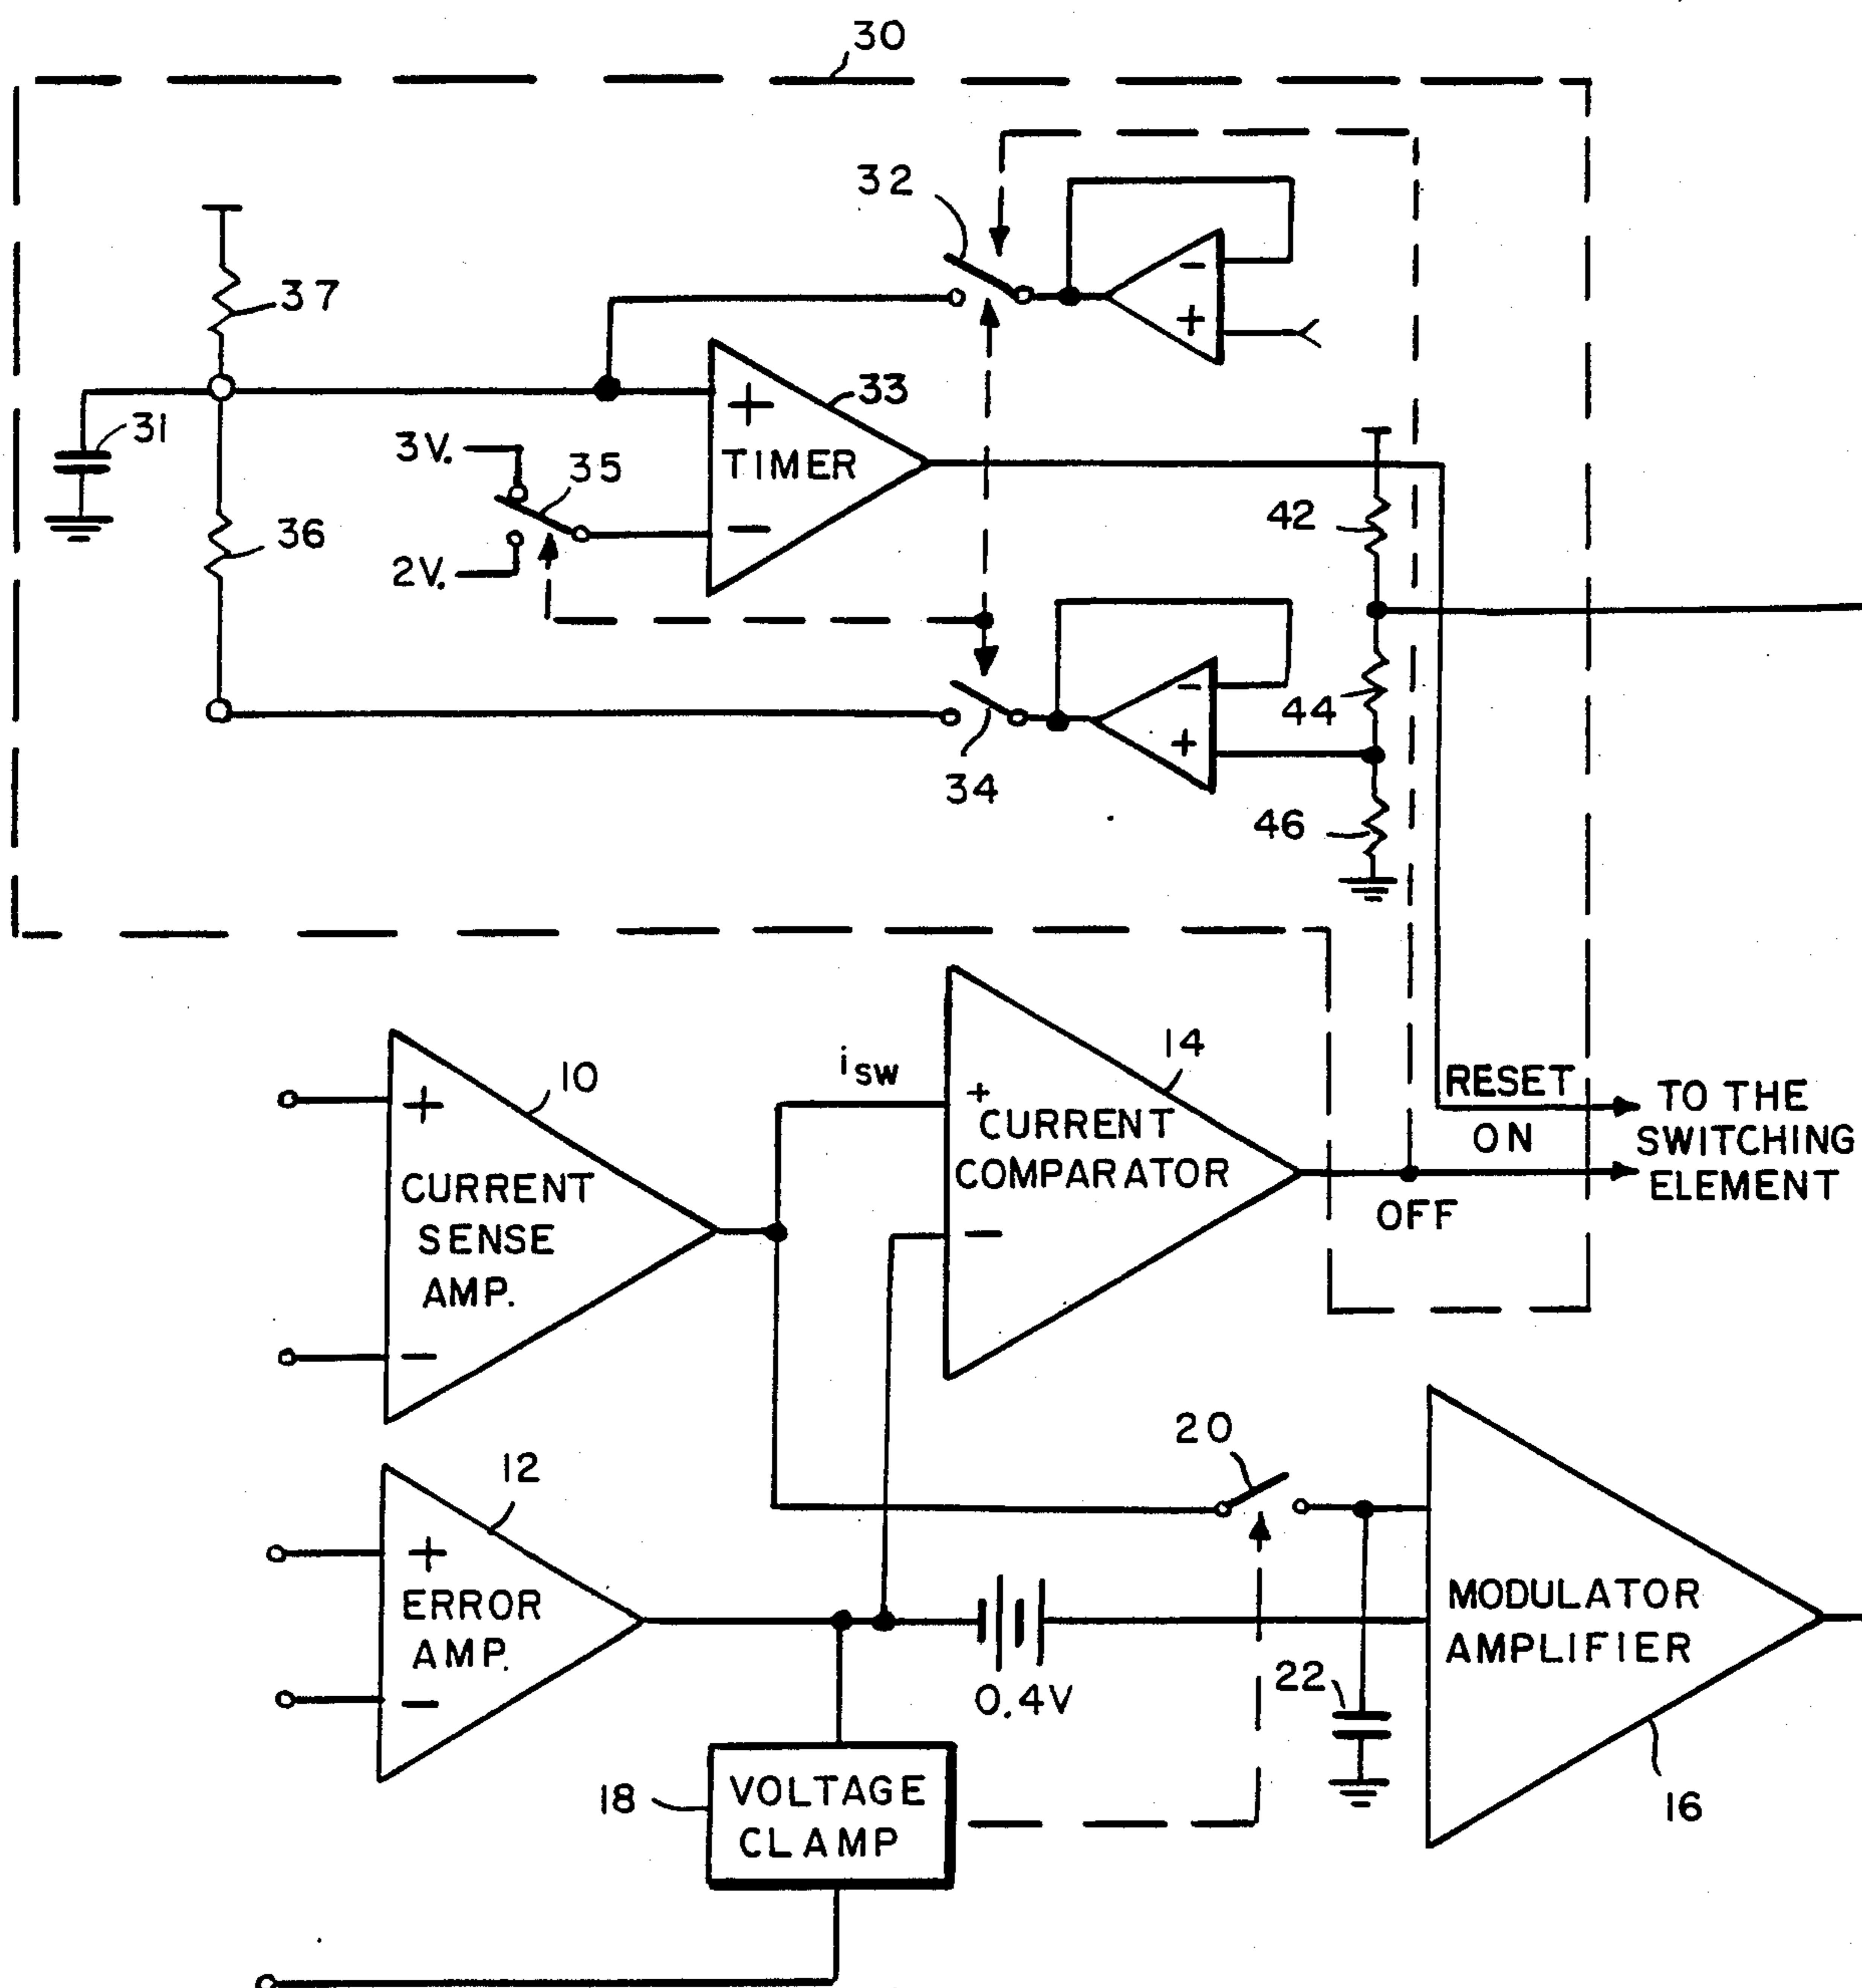 30
32
37
+
-
+
33
31
3V.
TIMER
35
42
36
-
2V.
-
44
+
34
46
14
iSW
10
RESET
+
+
TO THE
CURRENT
ON
SWITCHING
COMPARATOR
ELEMENT
CURRENT
OFF
SENSE
-
AMP.
-
20
12
+
ERROR
MODULATOR
AMP.
AMPLIFIER
22
-
0.4V
VOLTAGE
18
16
CLAMP